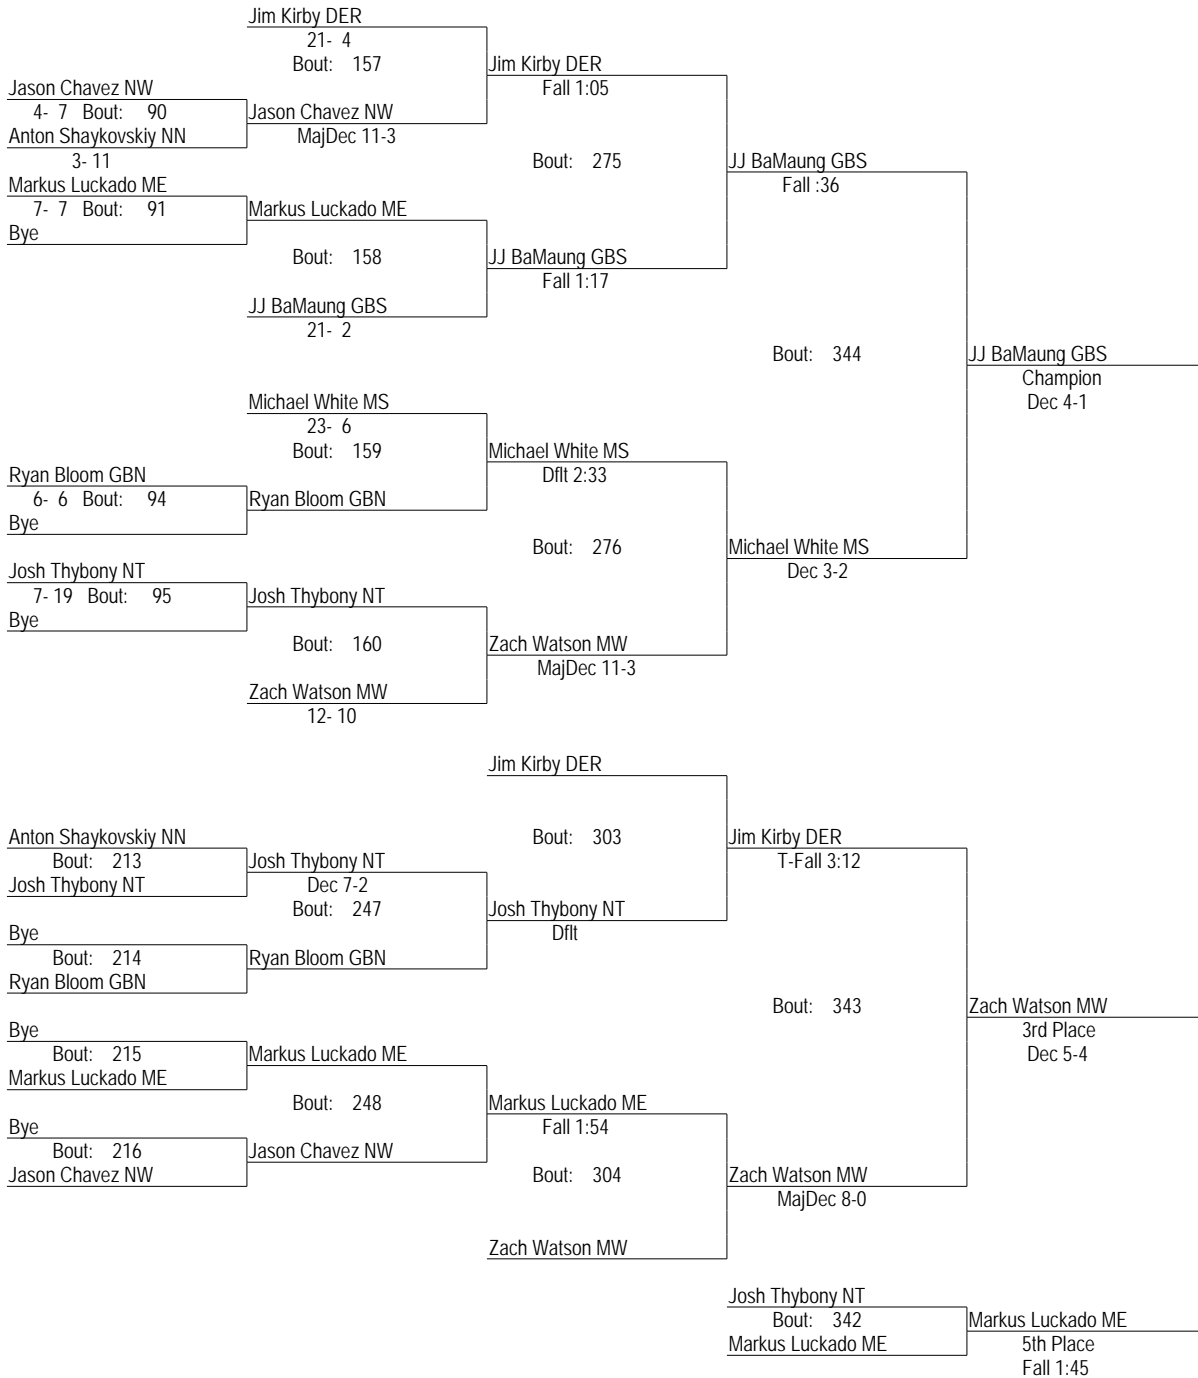 Jim Kirby DER
21- 4
Bout: 157
Jim Kirby DER
Fall 1:05
Jason Chavez NW
4- 7 Bout: 90
Jason Chavez NW
MajDec 11-3
Anton Shaykovskiy NN
3- 11
Bout: 275
JJ BaMaung GBS
Fall :36
Markus Luckado ME
7- 7 Bout: 91
Markus Luckado ME
Bye
Bout: 158
JJ BaMaung GBS
Fall 1:17
JJ BaMaung GBS
21- 2
Bout: 344
JJ BaMaung GBS
Champion
Dec 4-1
Michael White MS
23- 6
Bout: 159
Michael White MS
Dflt 2:33
Ryan Bloom GBN
6- 6 Bout: 94
Ryan Bloom GBN
Bye
Bout: 276
Michael White MS
Dec 3-2
Josh Thybony NT
7- 19 Bout: 95
Josh Thybony NT
Bye
Bout: 160
Zach Watson MW
MajDec 11-3
Zach Watson MW
12- 10
Jim Kirby DER
Bout: 303
Jim Kirby DER
T-Fall 3:12
Anton Shaykovskiy NN
Bout: 213
Josh Thybony NT
Josh Thybony NT
Dec 7-2
Bout: 247
Josh Thybony NT
Dflt
Bye
Bout: 214
Ryan Bloom GBN
Ryan Bloom GBN
Bout: 343
Zach Watson MW
3rd Place
Dec 5-4
Bye
Bout: 215
Markus Luckado ME
Markus Luckado ME
Bout: 248
Markus Luckado ME
Fall 1:54
Bye
Bout: 216
Jason Chavez NW
Jason Chavez NW
Bout: 304
Zach Watson MW
MajDec 8-0
Zach Watson MW
Josh Thybony NT
Bout: 342
Markus Luckado ME
Markus Luckado ME
5th Place
Fall 1:45